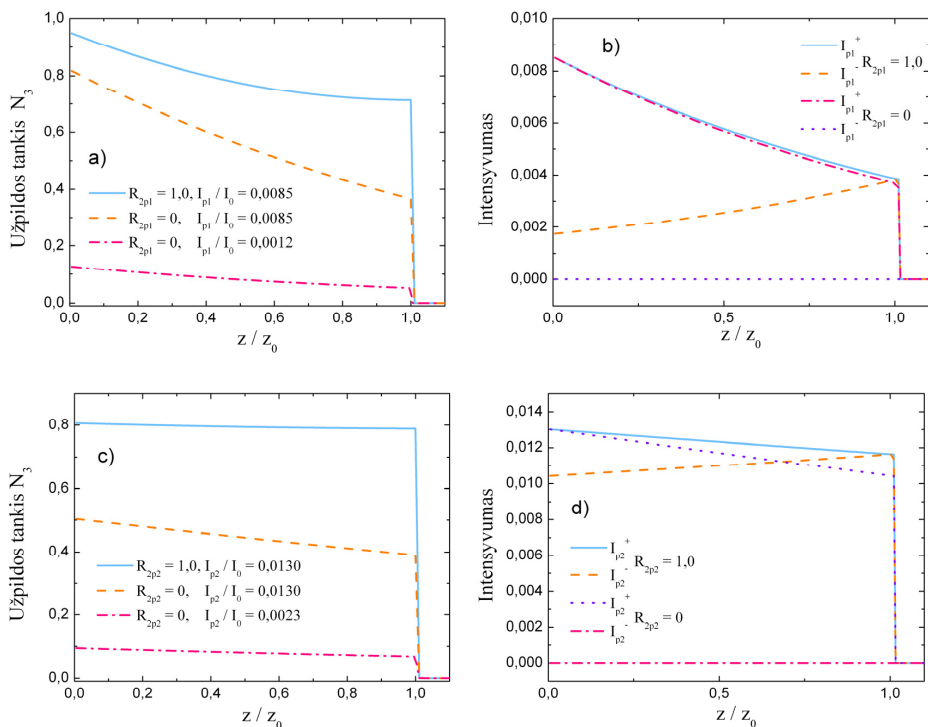 Užpildos tankis N3
1,0
0,8
0,6
0,4
0,2
0,0
a)
R2p1 = 1,0, Ip1 / I0 = 0,0085
R2p1 = 0, Ip1 / I0 = 0,0085
R2p1 = 0, Ip1 / I0 = 0,0012
0,0 0,2 0,4 0,6 0,8 1,0
z / z0
Intensyvumas
0,010
0,008
0,006
0,004
0,002
0,000
b)
Ip1+
R2p1 = 1,0
Ip1-
Ip1+
R2p1 = 0
Ip1-
0,0 0,5 1,0
z / z0
Užpildos tankis N3
0,8
0,4
0,0
c)
R2p2 = 1,0, Ip2 / I0 = 0,0130
R2p2 = 0, Ip2 / I0 = 0,0130
R2p2 = 0, Ip2 / I0 = 0,0023
0,0 0,2 0,4 0,6 0,8 1,0
z / z0
Intensyvumas
0,014
0,012
0,010
0,008
0,006
0,004
0,002
0,000
d)
Ip2+
R2p2 = 1,0
Ip2-
Ip2+
R2p2 = 0
Ip2-
0,0 0,5 1,0
z / z0